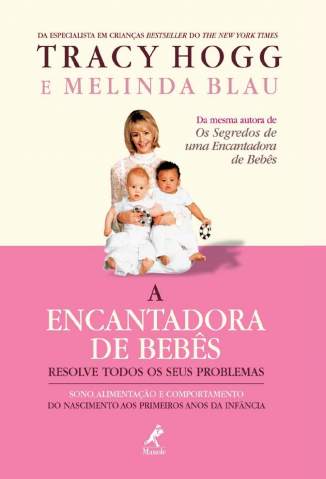 DA ESPECIALISTA EM CRIANÇAS BESTSELLER DO NEW YORK TIMES
TRACY HOGG
E MELINDA BLAU
Da mesma autora de
Os Segredos de
uma Encantadora
de Bebês
A
ENCANTADORA
DE BEBÊS
RESOLVE TODOS OS SEUS PROBLEMAS
SONO, ALIMENTAÇÃO E COMPORTAMENTO
DO NASCIMENTO AOS PRIMEIROS ANOS DA INFÂNCIA
Manole